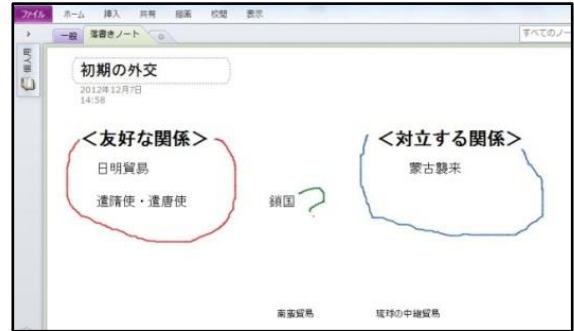 ファイル ホーム 挿入 共有 描画 校閲 表示
一般 落書きノート
すべてのノー
初期の外交
2012年12月7日
14:58
<友好な関係> <対立する関係>
日明貿易 蒙古襲来
遣隋使・遣唐使 鎖国 ?
南蛮貿易 琉球の中継貿易